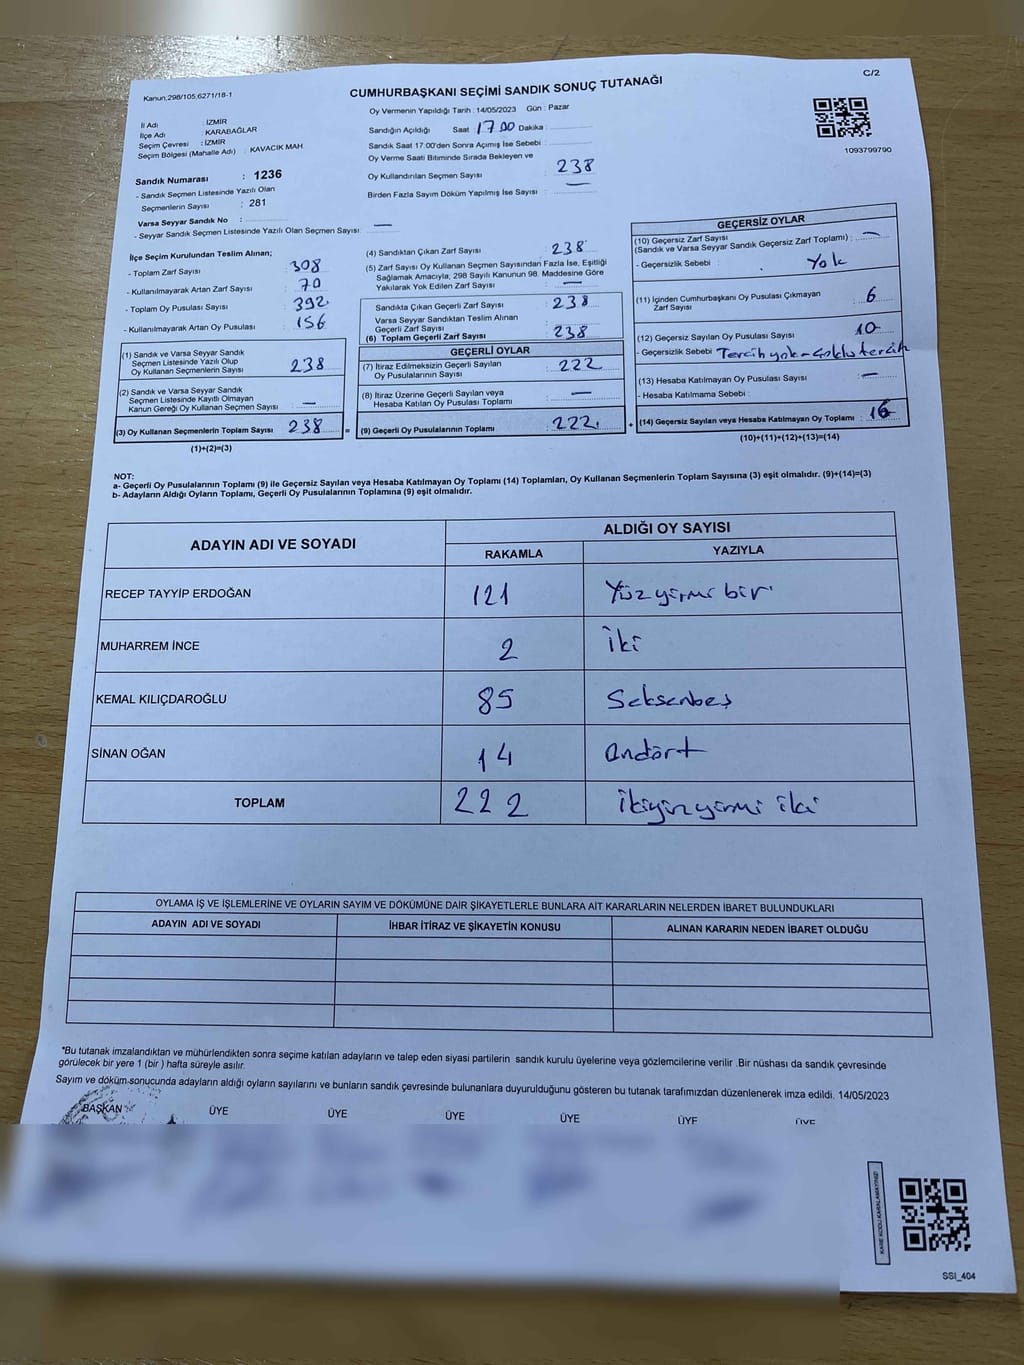 C/2
Kanun:298/105,6271/18-1
CUMHURBAŞKANI SEÇİMİ SANDIK SONUÇ TUTANAĞI
Oy Vermenin Yapıldığı Tarih : 14/05/2023 Gün : Pazar
İl Adı : İZMİR
İlçe Adı : KARABAĞLAR
Seçim Çevresi : İZMİR
Seçim Bölgesi (Mahalle Adı) : KAVACIK MAH
Sandığın Açıldığı Saat : 17 00 Dakika :
Sandık Saat 17:00'den Sonra Açımış İse Sebebi :
Oy Verme Saati Bitiminde Sırada Bekleyen ve
Oy Kullandırılan Seçmen Sayısı : 238
Birden Fazla Sayım Döküm Yapılmış İse Sayısı : —
1093799790
Sandık Numarası : 1236
- Sandık Seçmen Listesinde Yazılı Olan
Seçmenlerin Sayısı : 281
Varsa Seyyar Sandık No :
- Seyyar Sandık Seçmen Listesinde Yazılı Olan Seçmen Sayısı: —
İlçe Seçim Kurulundan Teslim Alınan;
- Toplam Zarf Sayısı : 308
- Kullanılmayarak Artan Zarf Sayısı : 70
- Toplam Oy Pusulası Sayısı : 392
- Kullanılmayarak Artan Oy Pusulası : 156
(1) Sandık ve Varsa Seyyar Sandık
Seçmen Listesinde Yazılı Olup
Oy Kullanan Seçmenlerin Sayısı : 238
(2) Sandık ve Varsa Seyyar Sandık
Seçmen Listesinde Kayıtlı Olmayan
Kanun Gereği Oy Kullanan Seçmen Sayısı : —
(3) Oy Kullanan Seçmenlerin Toplam Sayısı : 238 =
(1)+(2)=(3)
(4) Sandıktan Çıkan Zarf Sayısı : 238
(5) Zarf Sayısı Oy Kullanan Seçmen Sayısından Fazla İse, Eşitliği
Sağlamak Amacıyla; 298 Sayılı Kanunun 98. Maddesine Göre
Yakılarak Yok Edilen Zarf Sayısı : —
Sandıkta Çıkan Geçerli Zarf Sayısı : 238
Varsa Seyyar Sandıktan Teslim Alınan
Geçerli Zarf Sayısı :
(6) Toplam Geçerli Zarf Sayısı : 238
GEÇERLİ OYLAR
(7) İtiraz Edilmeksizin Geçerli Sayılan
Oy Pusulalarının Sayısı : 222
(8) İtiraz Üzerine Geçerli Sayılan veya
Hesaba Katılan Oy Pusulası Toplamı : —
(9) Geçerli Oy Pusulalarının Toplamı : 222 +
GEÇERSİZ OYLAR
(10) Geçersiz Zarf Sayısı
(Sandık ve Varsa Seyyar Sandık Geçersiz Zarf Toplamı) : —
- Geçersizlik Sebebi : Yok
(11) İçinden Cumhurbaşkanı Oy Pusulası Çıkmayan
Zarf Sayısı : 6
(12) Geçersiz Sayılan Oy Pusulası Sayısı : 10
- Geçersizlik Sebebi : Tercih yok - Çoklu tercih
(13) Hesaba Katılmayan Oy Pusulası Sayısı : —
- Hesaba Katılmama Sebebi :
(14) Geçersiz Sayılan veya Hesaba Katılmayan Oy Toplamı : 16
(10)+(11)+(12)+(13)=(14)
NOT:
a- Geçerli Oy Pusulalarının Toplamı (9) ile Geçersiz Sayılan veya Hesaba Katılmayan Oy Toplamı (14) Toplamları, Oy Kullanan Seçmenlerin Toplam Sayısına (3) eşit olmalıdır. (9)+(14)=(3)
b- Adayların Aldığı Oyların Toplamı, Geçerli Oy Pusulalarının Toplamına (9) eşit olmalıdır.
ADAYIN ADI VE SOYADI
ALDIĞI OY SAYISI
RAKAMLA YAZIYLA
RECEP TAYYİP ERDOĞAN 121 Yüzyirmi bir
MUHARREM İNCE 2 İki
KEMAL KILIÇDAROĞLU 85 Seksenbeş
SİNAN OĞAN 14 Ondört
TOPLAM 222 İkiyüzyirmi iki
OYLAMA İŞ VE İŞLEMLERİNE VE OYLARIN SAYIM VE DÖKÜMÜNE DAİR ŞİKAYETLERLE BUNLARA AİT KARARLARIN NELERDEN İBARET BULUNDUKLARI
ADAYIN ADI VE SOYADI İHBAR İTİRAZ VE ŞİKAYETİN KONUSU ALINAN KARARIN NEDEN İBARET OLDUĞU
*Bu tutanak imzalandıktan ve mühürlendikten sonra seçime katılan adayların ve talep eden siyasi partilerin sandık kurulu üyelerine veya gözlemcilerine verilir .Bir nüshası da sandık çevresinde
görülecek bir yere 1 (bir ) hafta süreyle asılır.
Sayım ve döküm sonucunda adayların aldığı oyların sayılarını ve bunların sandık çevresinde bulunanlara duyurulduğunu gösteren bu tutanak tarafımızdan düzenlenerek imza edildi. 14/05/2023
BAŞKAN ÜYE ÜYE ÜYE ÜYE ÜYE ÜYE
KARE KODU KARALAMAYINIZ!
SSI_404